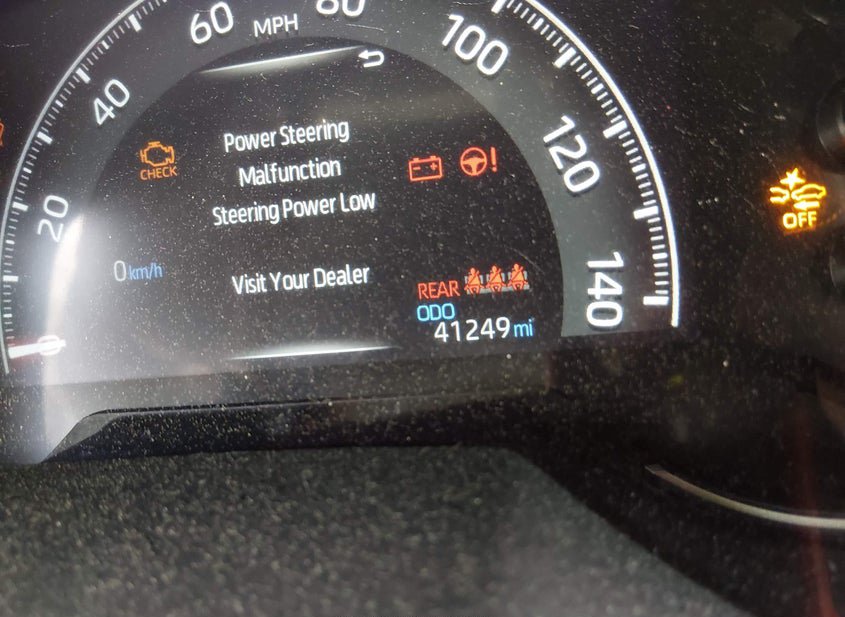 60
MPH
80
100
40
Power Steering
120
CHECK
Malfunction
Steering Power Low
OFF
20
0 km/h
Visit Your Dealer
REAR
140
ODO
41249 mi
0